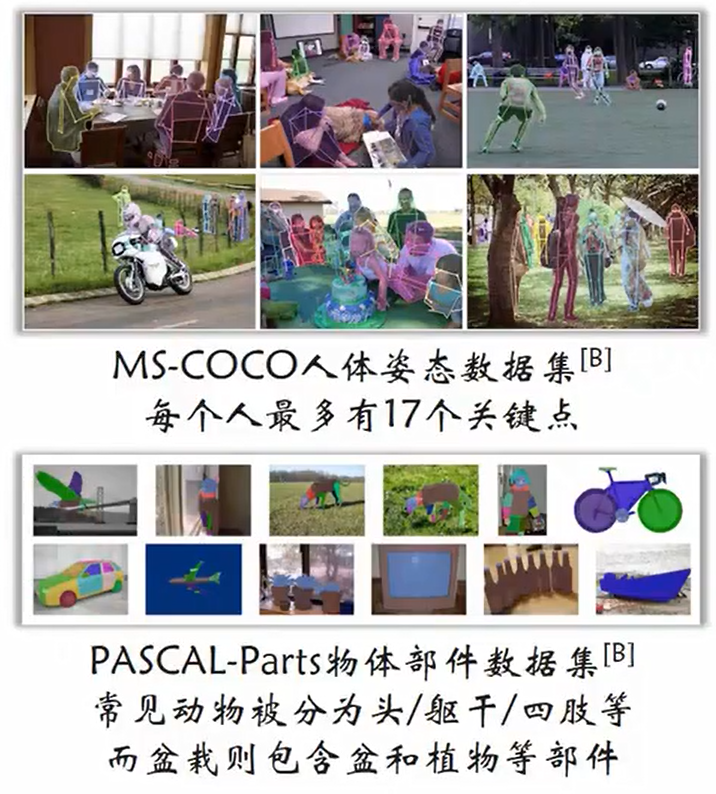 MS-COCO人体姿态数据集[B]
每个人最多有17个关键点
PASCAL-Parts物体部件数据集[B]
常见动物被分为头/躯干/四肢等
而盆栽则包含盆和植物等部件